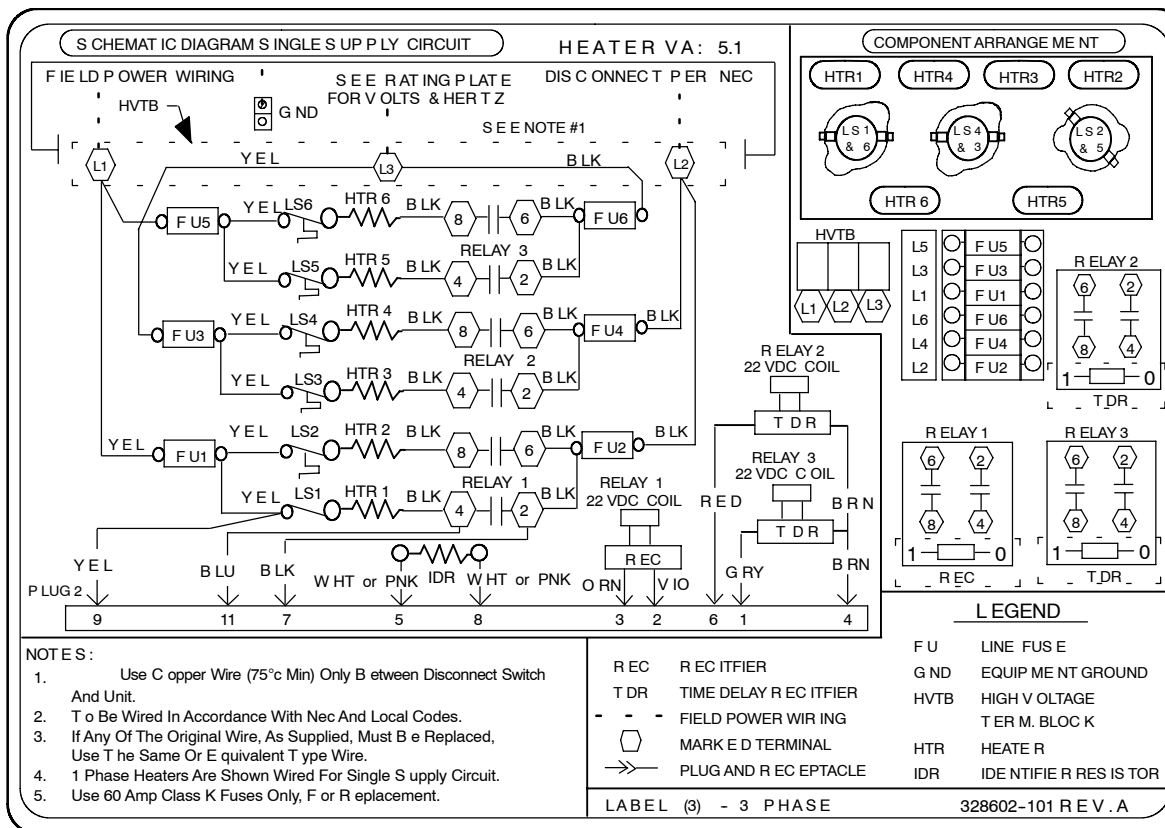 SCHEMATIC DIAGRAM SINGLE SUPPLY CIRCUIT
HEATER VA: 5.1
FIELD POWER WIRING
SEE RATING PLATE
FOR VOLTS & HERTZ
DISCONNECT PER NEC
HVTB
GND
SEE NOTE #1
L1
YEL
L3
BLK
L2
FU5
YEL
LS6
HTR 6
BLK
8
6
BLK
FU6
RELAY 3
YEL
LS5
HTR 5
BLK
4
2
BLK
FU3
YEL
LS4
HTR 4
BLK
8
6
BLK
FU4
BLK
RELAY 2
YEL
LS3
HTR 3
BLK
4
2
BLK
YEL
FU1
YEL
LS2
HTR 2
BLK
8
6
BLK
FU2
BLK
RELAY 1
YEL
LS1
HTR 1
BLK
4
2
BLK
RELAY 1
22 VDC COIL
REC
RELAY 2
22 VDC COIL
TDR
RELAY 3
22 VDC COIL
TDR
RED
BRN
YEL
BLU
BLK
WHT or PNK
IDR
WHT or PNK
ORN
VIO
GRY
BRN
PLUG 2
9
11
7
5
8
3
2
6
1
4
COMPONENT ARRANGEMENT
HTR1
HTR4
HTR3
HTR2
LS 1
& 6
LS 4
& 3
LS 2
& 5
HTR 6
HTR5
HVTB
L1
L2
L3
L5
FU5
L3
FU3
L1
FU1
L6
FU6
L4
FU4
L2
FU2
RELAY 2
6
2
8
4
1
0
TDR
RELAY 1
6
2
8
4
1
0
REC
RELAY 3
6
2
8
4
1
0
TDR
NOTES:
1. Use Copper Wire (75°c Min) Only Between Disconnect Switch
And Unit.
2. To Be Wired In Accordance With Nec And Local Codes.
3. If Any Of The Original Wire, As Supplied, Must Be Replaced,
Use The Same Or Equivalent Type Wire.
4. 1 Phase Heaters Are Shown Wired For Single Supply Circuit.
5. Use 60 Amp Class K Fuses Only, For Replacement.
LEGEND
REC RECITFIER
TDR TIME DELAY RECITFIER
- - - - FIELD POWER WIRING
MARKED TERMINAL
PLUG AND RECEPTACLE
FU LINE FUSE
GND EQUIPMENT GROUND
HVTB HIGH VOLTAGE
TERM. BLOCK
HTR HEATER
IDR IDENTIFIER RESISTOR
LABEL (3) - 3 PHASE
328602-101 REV. A